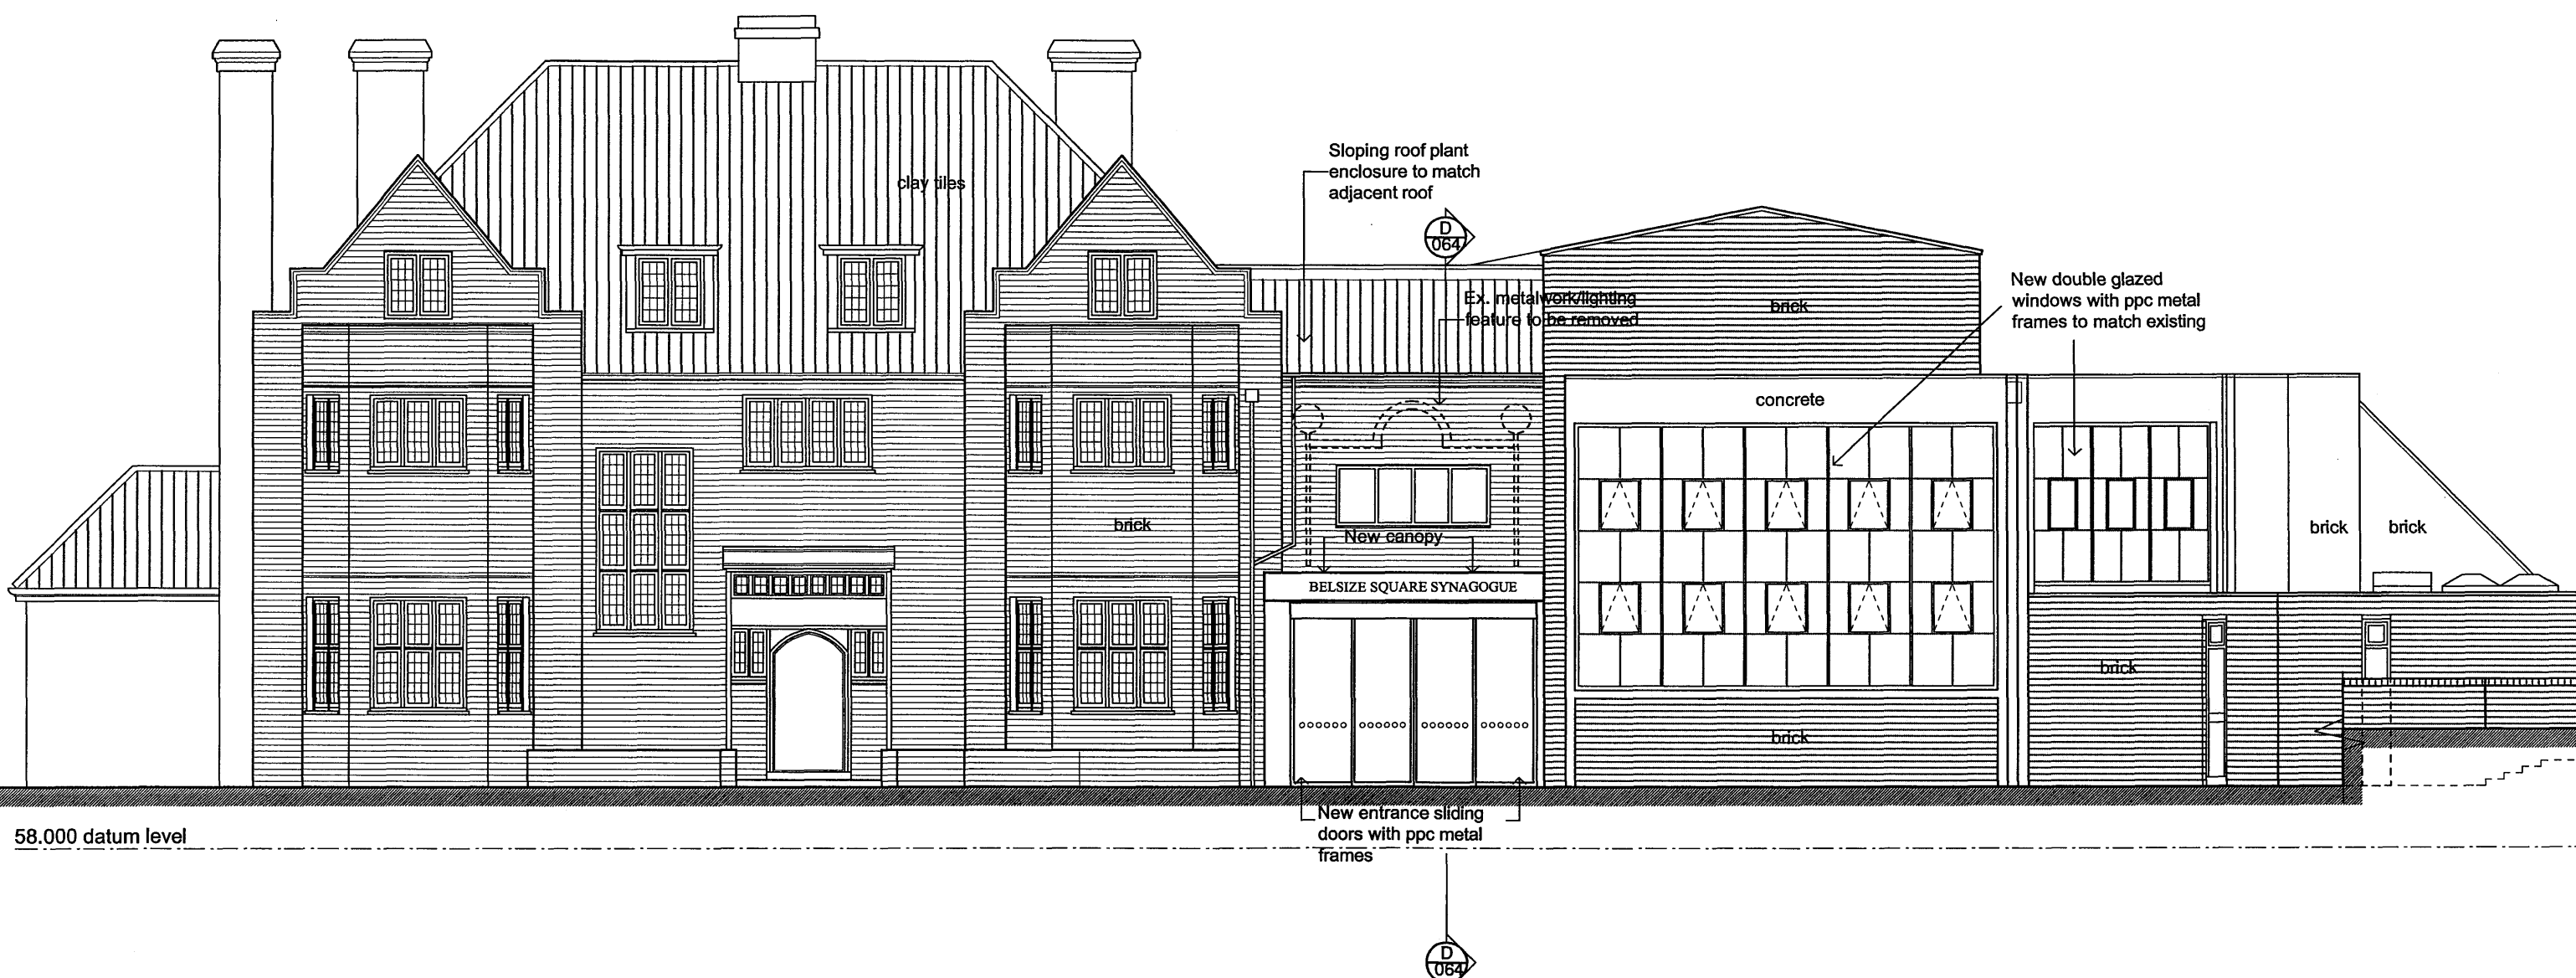 clay tiles
Sloping roof plant
enclosure to match
adjacent roof
D
064
Ex. metalwork/lighting
feature to be removed
brick
New double glazed
windows with ppc metal
frames to match existing
concrete
brick
New canopy
brick
brick
BELSIZE SQUARE SYNAGOGUE
brick
brick
New entrance sliding
doors with ppc metal
frames
58.000 datum level
D
064